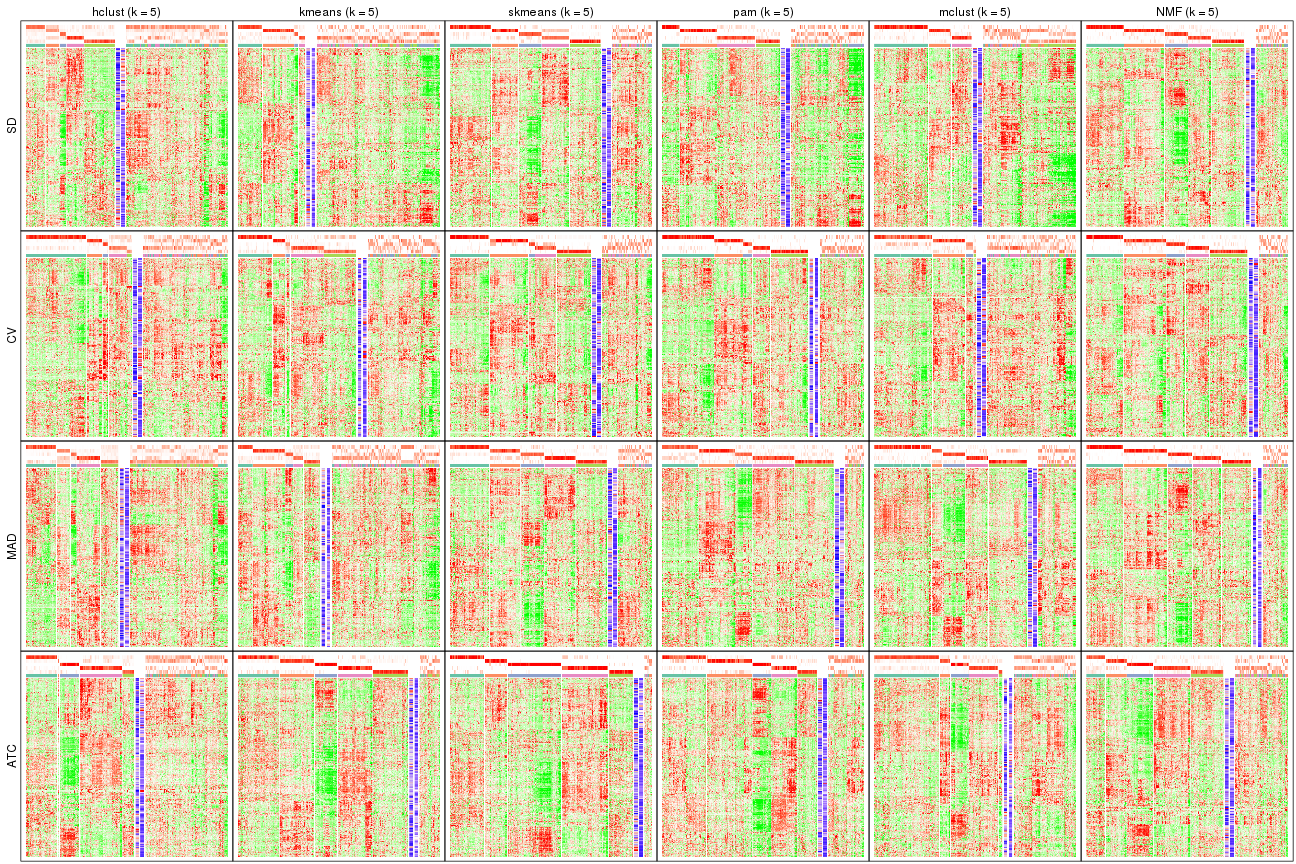 hclust (k = 5) kmeans (k = 5) skmeans (k = 5) pam (k = 5) mclust (k = 5) NMF (k = 5)
SD
CV
MAD
ATC